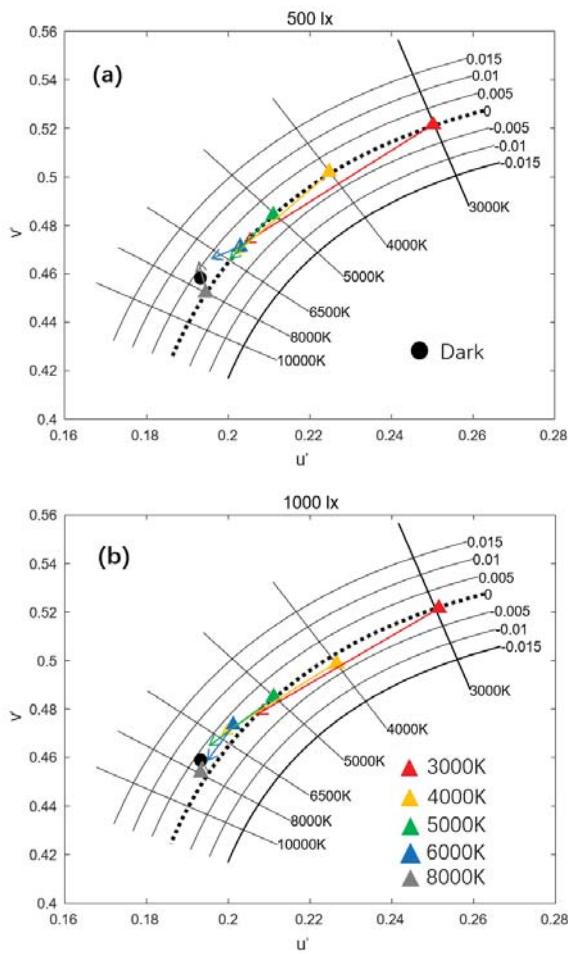 500 lx
0.56
0.54
0.52
0.5
0.48
0.46
0.44
0.42
0.4
v'
(a)
0.015
0.01
0.005
0
-0.005
-0.01
-0.015
3000K
4000K
5000K
6500K
8000K
10000K
Dark
0.16
0.18
0.2
0.22
0.24
0.26
0.28
u'
1000 lx
0.56
0.54
0.52
0.5
0.48
0.46
0.44
0.42
0.4
v'
(b)
0.015
0.01
0.005
0
-0.005
-0.01
-0.015
3000K
4000K
5000K
6500K
8000K
10000K
3000K
4000K
5000K
6000K
8000K
0.16
0.18
0.2
0.22
0.24
0.26
0.28
u'